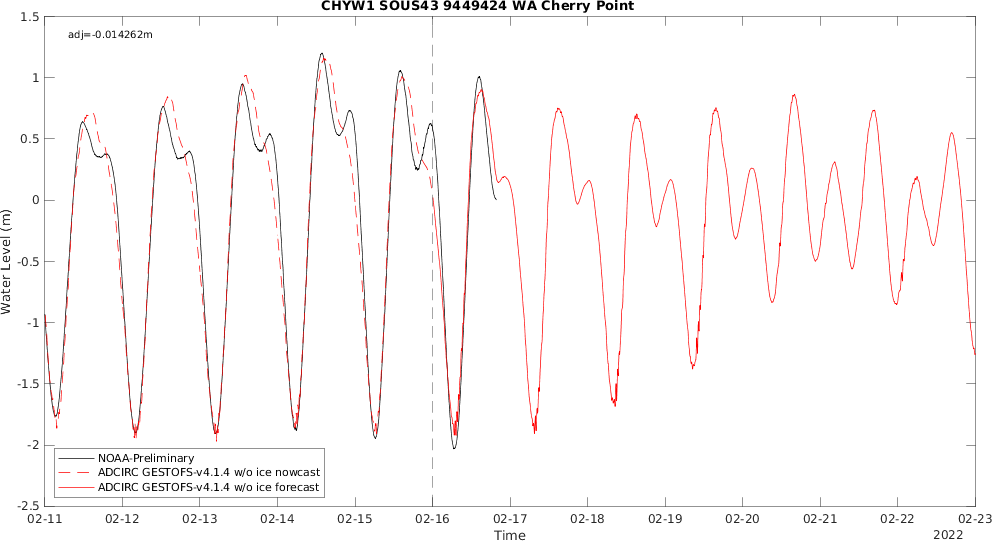 CHYW1 SOUS43 9449424 WA Cherry Point
adj=-0.014262m
1.5
1
0.5
0
-0.5
-1
-1.5
-2
-2.5
Water Level (m)
NOAA-Preliminary
ADCIRC GESTOFS-v4.1.4 w/o ice nowcast
ADCIRC GESTOFS-v4.1.4 w/o ice forecast
02-11 02-12 02-13 02-14 02-15 02-16 02-17 02-18 02-19 02-20 02-21 02-22 02-23
Time
2022